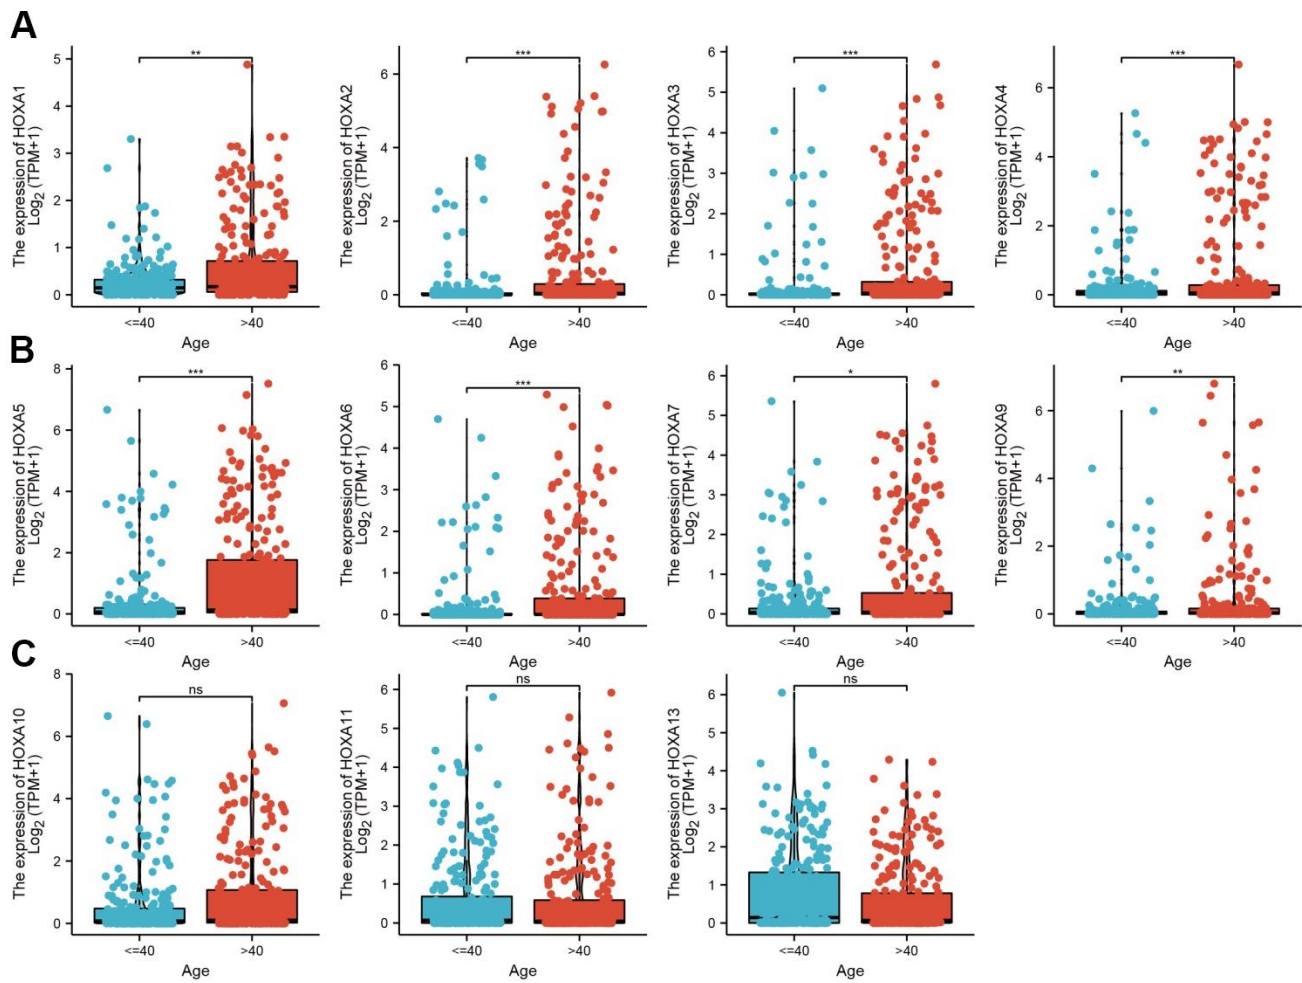 A
The expression of HOXA1
Log2 (TPM+1)
5
4
3
2
1
0
**
<=40
>40
Age
The expression of HOXA2
Log2 (TPM+1)
6
4
2
0
***
<=40
>40
Age
The expression of HOXA3
Log2 (TPM+1)
6
5
4
3
2
1
0
***
<=40
>40
Age
The expression of HOXA4
Log2 (TPM+1)
6
4
2
0
***
<=40
>40
Age
B
The expression of HOXA5
Log2 (TPM+1)
8
6
4
2
0
***
<=40
>40
Age
The expression of HOXA6
Log2 (TPM+1)
6
5
4
3
2
1
0
***
<=40
>40
Age
The expression of HOXA7
Log2 (TPM+1)
6
5
4
3
2
1
0
*
<=40
>40
Age
The expression of HOXA9
Log2 (TPM+1)
6
4
2
0
**
<=40
>40
Age
C
The expression of HOXA10
Log2 (TPM+1)
8
6
4
2
0
ns
<=40
>40
Age
The expression of HOXA11
Log2 (TPM+1)
6
5
4
3
2
1
0
ns
<=40
>40
Age
The expression of HOXA13
Log2 (TPM+1)
6
5
4
3
2
1
0
ns
<=40
>40
Age